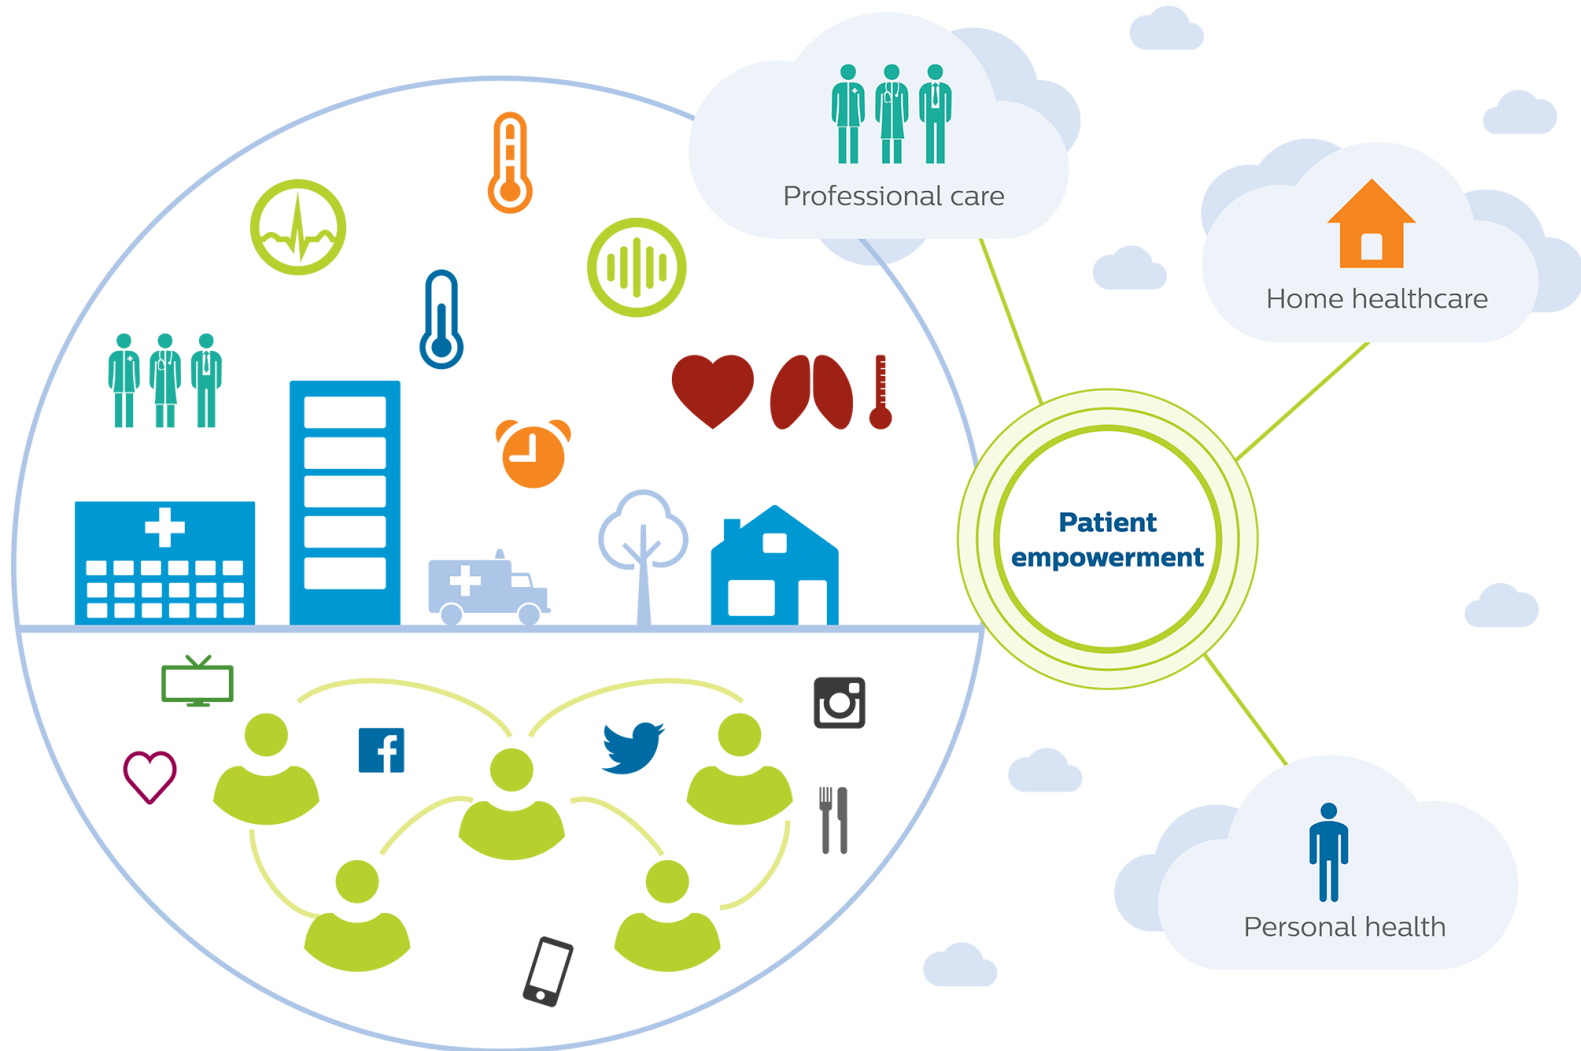 Professional care
Home healthcare
Patient
empowerment
Personal health